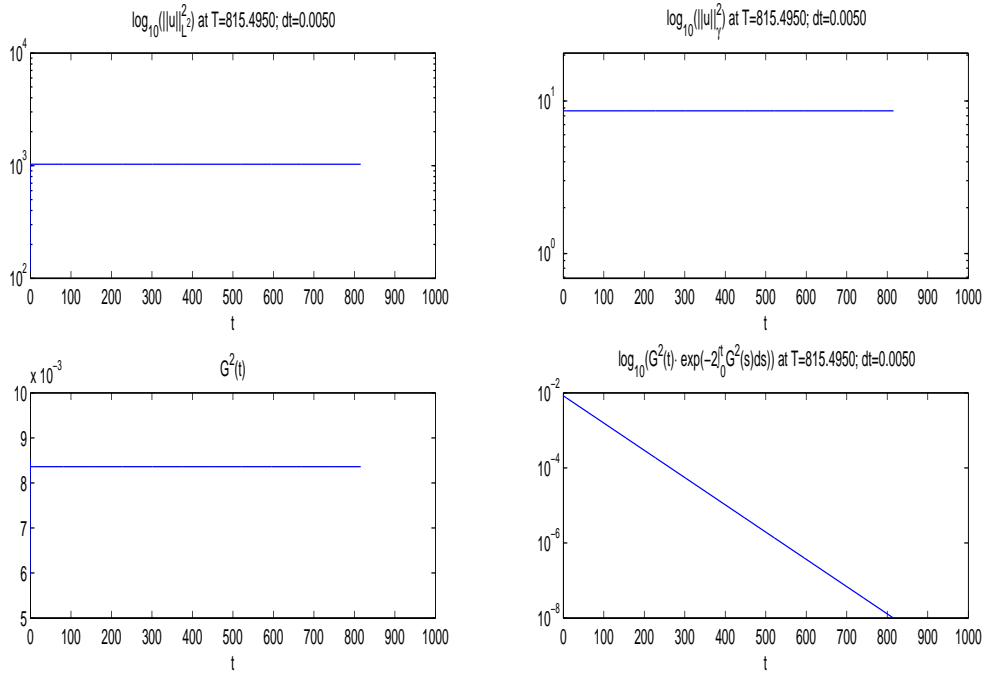 log10(||u||²L²) at T=815.4950; dt=0.0050
10⁴
10³
10²
0 100 200 300 400 500 600 700 800 900 1000
t
log10(||u||²γ) at T=815.4950; dt=0.0050
10¹
10⁰
0 100 200 300 400 500 600 700 800 900 1000
t
x 10⁻³
G²(t)
10
9
8
7
6
5
0 100 200 300 400 500 600 700 800 900 1000
t
log10(G²(t)· exp(−2∫₀ᵗG²(s)ds)) at T=815.4950; dt=0.0050
10⁻²
10⁻⁴
10⁻⁶
10⁻⁸
0 100 200 300 400 500 600 700 800 900 1000
t